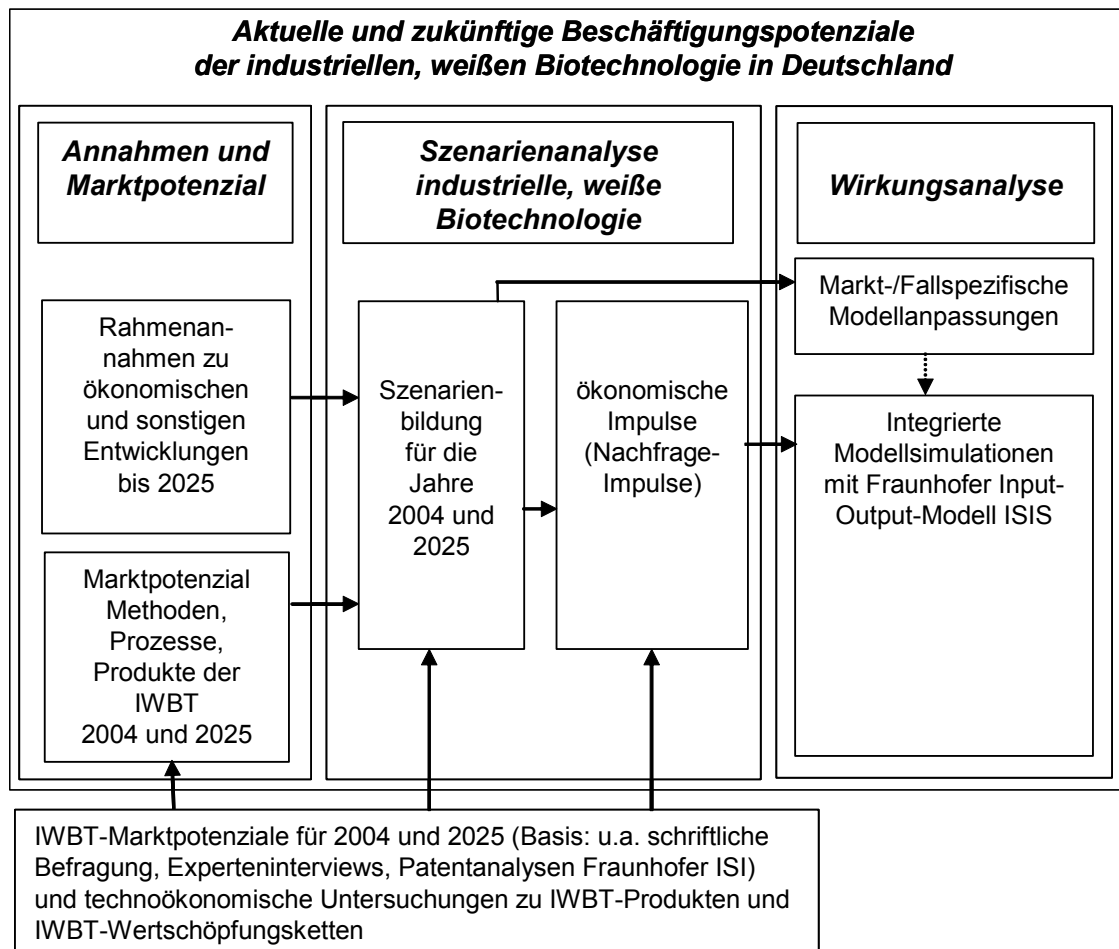 Aktuelle und zukünftige Beschäftigungspotenziale
der industriellen, weißen Biotechnologie in Deutschland
Annahmen und
Marktpotenzial
Rahmenan-
nahmen zu
ökonomischen
und sonstigen
Entwicklungen
bis 2025
Marktpotenzial
Methoden,
Prozesse,
Produkte der
IWBT
2004 und 2025
Szenarienanalyse
industrielle, weiße
Biotechnologie
Szenarien-
bildung
für die
Jahre
2004 und
2025
ökonomische
Impulse
(Nachfrage-
Impulse)
Wirkungsanalyse
Markt-/Fallspezifische
Modellanpassungen
Integrierte
Modellsimulationen
mit Fraunhofer Input-
Output-Modell ISIS
IWBT-Marktpotenziale für 2004 und 2025 (Basis: u.a. schriftliche
Befragung, Experteninterviews, Patentanalysen Fraunhofer ISI)
und technoökonomische Untersuchungen zu IWBT-Produkten und
IWBT-Wertschöpfungsketten